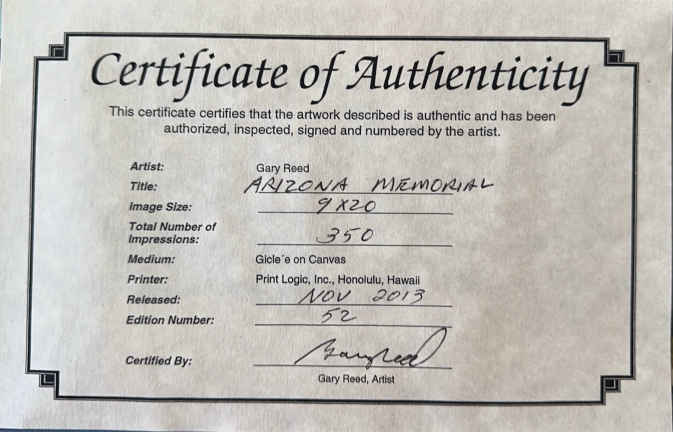 Certificate of Authenticity
This certificate certifies that the artwork described is authentic and has been
authorized, inspected, signed and numbered by the artist.
Artist: Gary Reed
Title: ARIZONA MEMORIAL
Image Size: 9X20
Total Number of
Impressions: 350
Medium: Gicle´e on Canvas
Printer: Print Logic, Inc., Honolulu, Hawaii
Released: NOV 2013
Edition Number: 52
Certified By: Gary Reed
Gary Reed, Artist